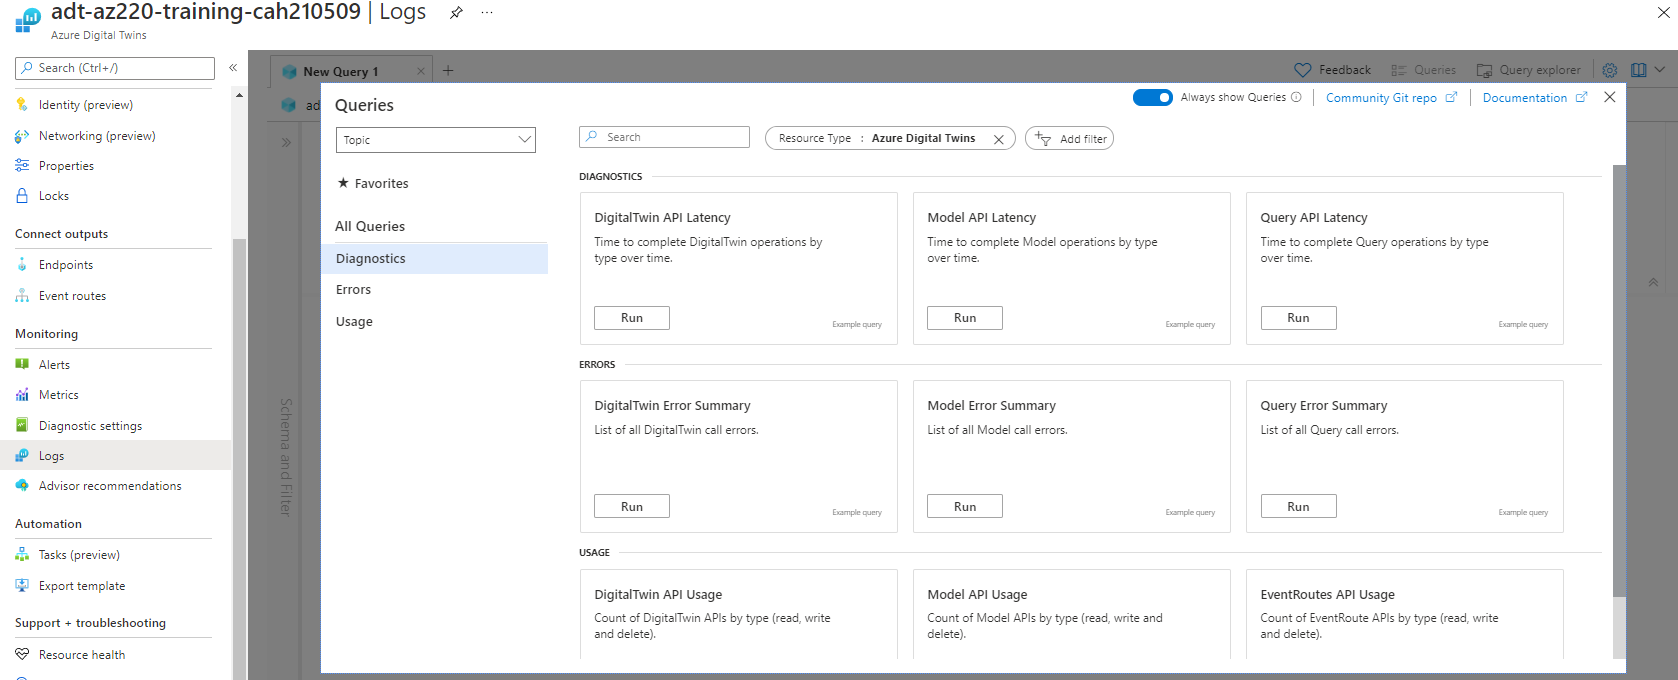 adt-az220-training-cah210509 | Logs
...
Azure Digital Twins
Search (Ctrl+/)
Identity (preview)
Networking (preview)
Properties
Locks
Connect outputs
Endpoints
Event routes
Monitoring
Alerts
Metrics
Diagnostic settings
Logs
Advisor recommendations
Automation
Tasks (preview)
Export template
Support + troubleshooting
Resource health
New Query 1
Feedback
Queries
Query explorer
ad
Schema and Filter
Queries
Always show Queries
Community Git repo
Documentation
Topic
Search
Resource Type : Azure Digital Twins
Add filter
Favorites
All Queries
Diagnostics
Errors
Usage
DIAGNOSTICS
DigitalTwin API Latency
Time to complete DigitalTwin operations by
type over time.
Run
Example query
Model API Latency
Time to complete Model operations by type
over time.
Run
Example query
Query API Latency
Time to complete Query operations by type
over time.
Run
Example query
ERRORS
DigitalTwin Error Summary
List of all DigitalTwin call errors.
Run
Example query
Model Error Summary
List of all Model call errors.
Run
Example query
Query Error Summary
List of all Query call errors.
Run
Example query
USAGE
DigitalTwin API Usage
Count of DigitalTwin APIs by type (read, write
and delete).
Model API Usage
Count of Model APIs by type (read, write and
delete).
EventRoutes API Usage
Count of EventRoute APIs by type (read, write
and delete).